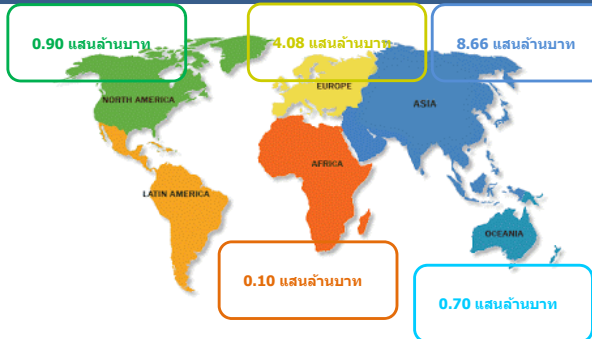 0.90 แสนล้านบาท
4.08 แสนล้านบาท
8.66 แสนล้านบาท
EUROPE
NORTH AMERICA
ASIA
AFRICA
LATIN AMERICA
OCEANIA
0.10 แสนล้านบาท
0.70 แสนล้านบาท